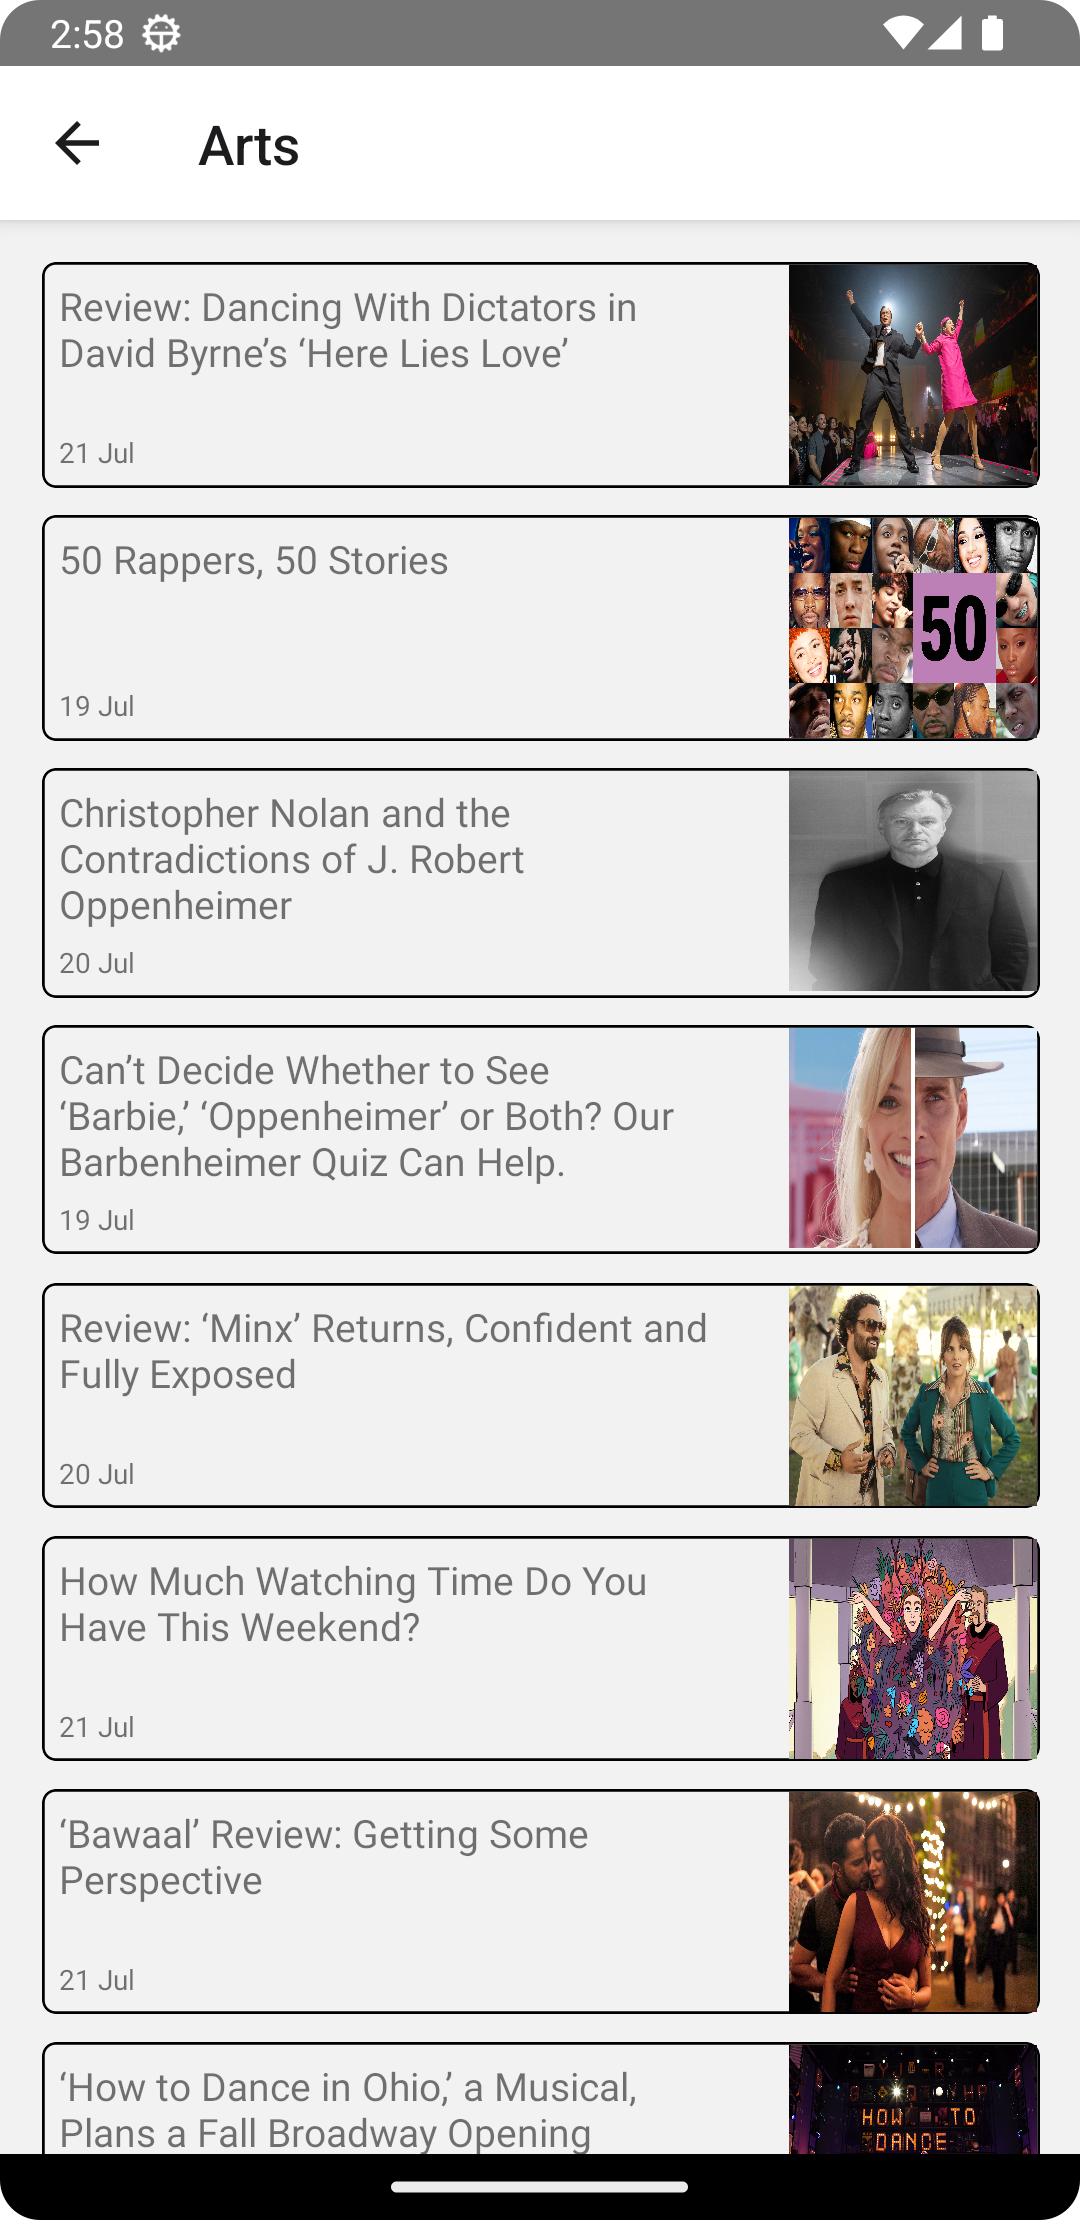 2:58
Arts
Review: Dancing With Dictators in
David Byrne’s ‘Here Lies Love’
21 Jul
50 Rappers, 50 Stories
50
19 Jul
Christopher Nolan and the
Contradictions of J. Robert
Oppenheimer
20 Jul
Can’t Decide Whether to See
‘Barbie,’ ‘Oppenheimer’ or Both? Our
Barbenheimer Quiz Can Help.
19 Jul
Review: ‘Minx’ Returns, Confident and
Fully Exposed
20 Jul
How Much Watching Time Do You
Have This Weekend?
21 Jul
‘Bawaal’ Review: Getting Some
Perspective
21 Jul
‘How to Dance in Ohio,’ a Musical,
Plans a Fall Broadway Opening
HOW TO
DANCE